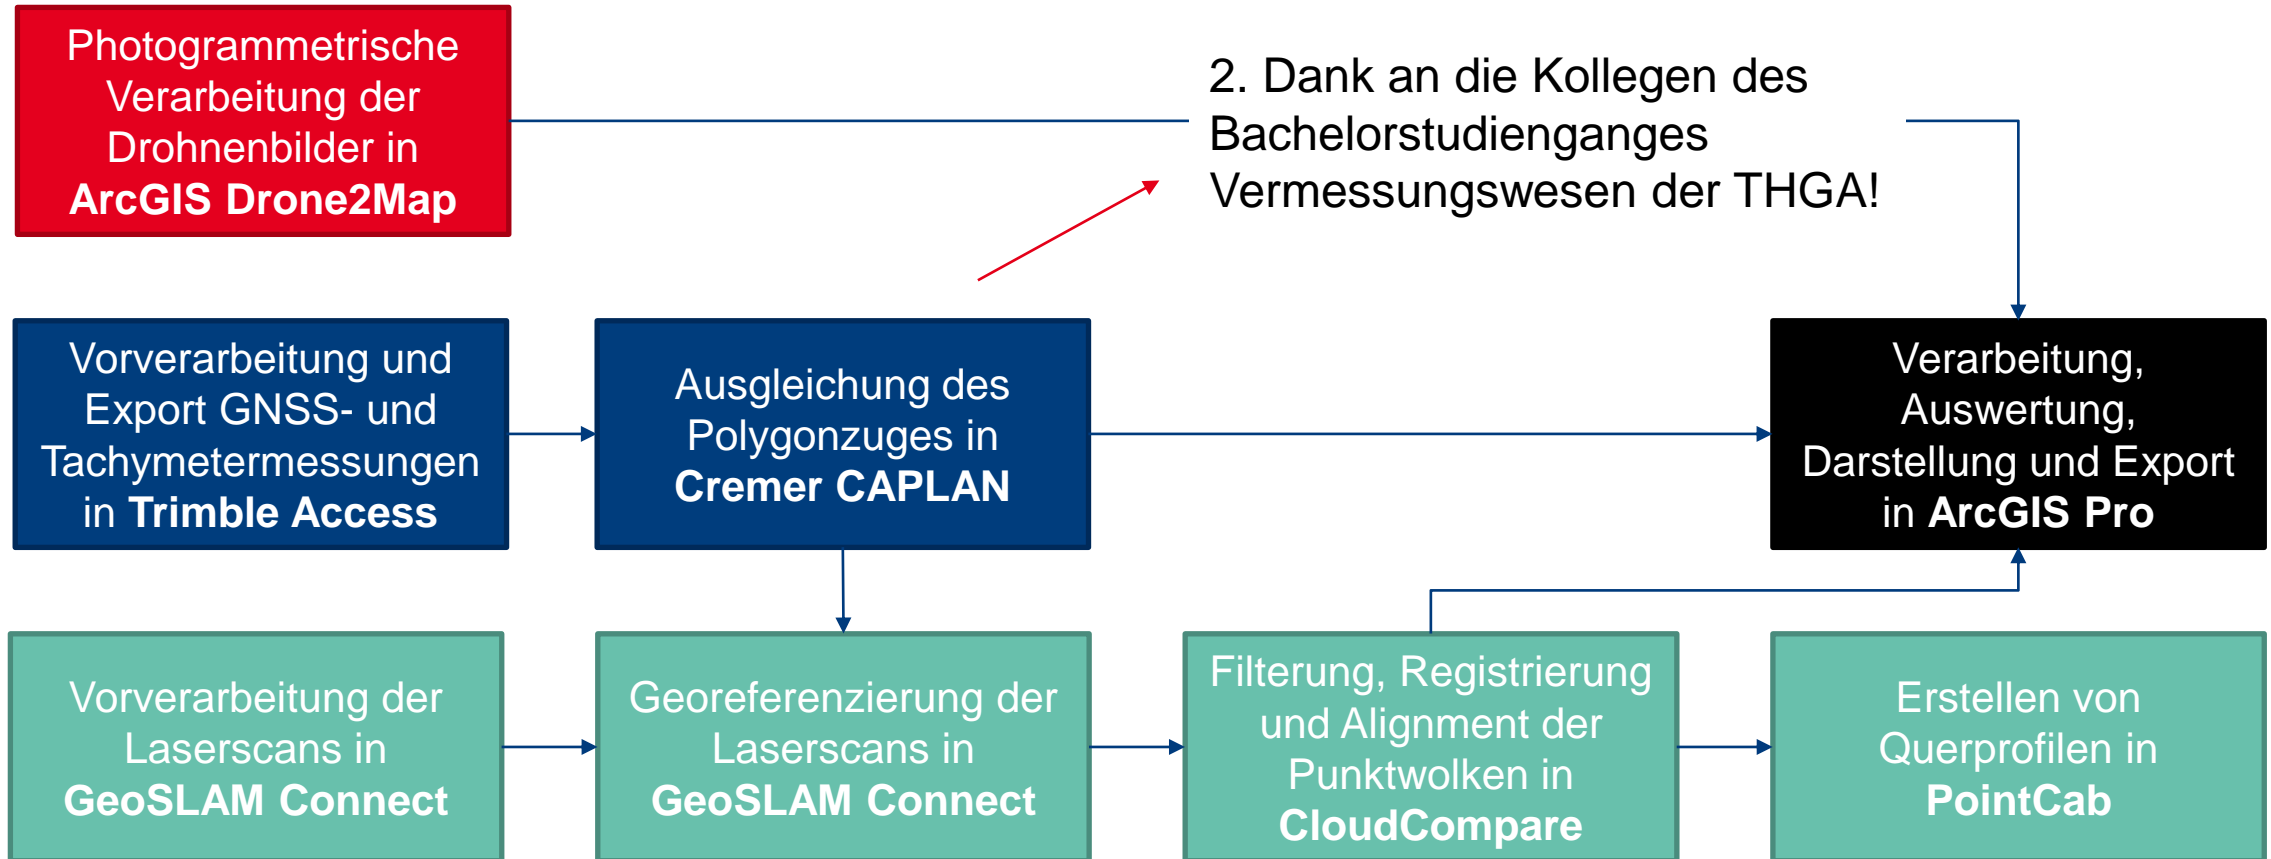 Photogrammetrische
Verarbeitung der
Drohnenbilder in
ArcGIS Drone2Map
2. Dank an die Kollegen des
Bachelorstudienganges
Vermessungswesen der THGA!
Vorverarbeitung und
Export GNSS- und
Tachymetermessungen
in Trimble Access
Ausgleichung des
Polygonzuges in
Cremer CAPLAN
Verarbeitung,
Auswertung,
Darstellung und Export
in ArcGIS Pro
Vorverarbeitung der
Laserscans in
GeoSLAM Connect
Georeferenzierung der
Laserscans in
GeoSLAM Connect
Filterung, Registrierung
und Alignment der
Punktwolken in
CloudCompare
Erstellen von
Querprofilen in
PointCab